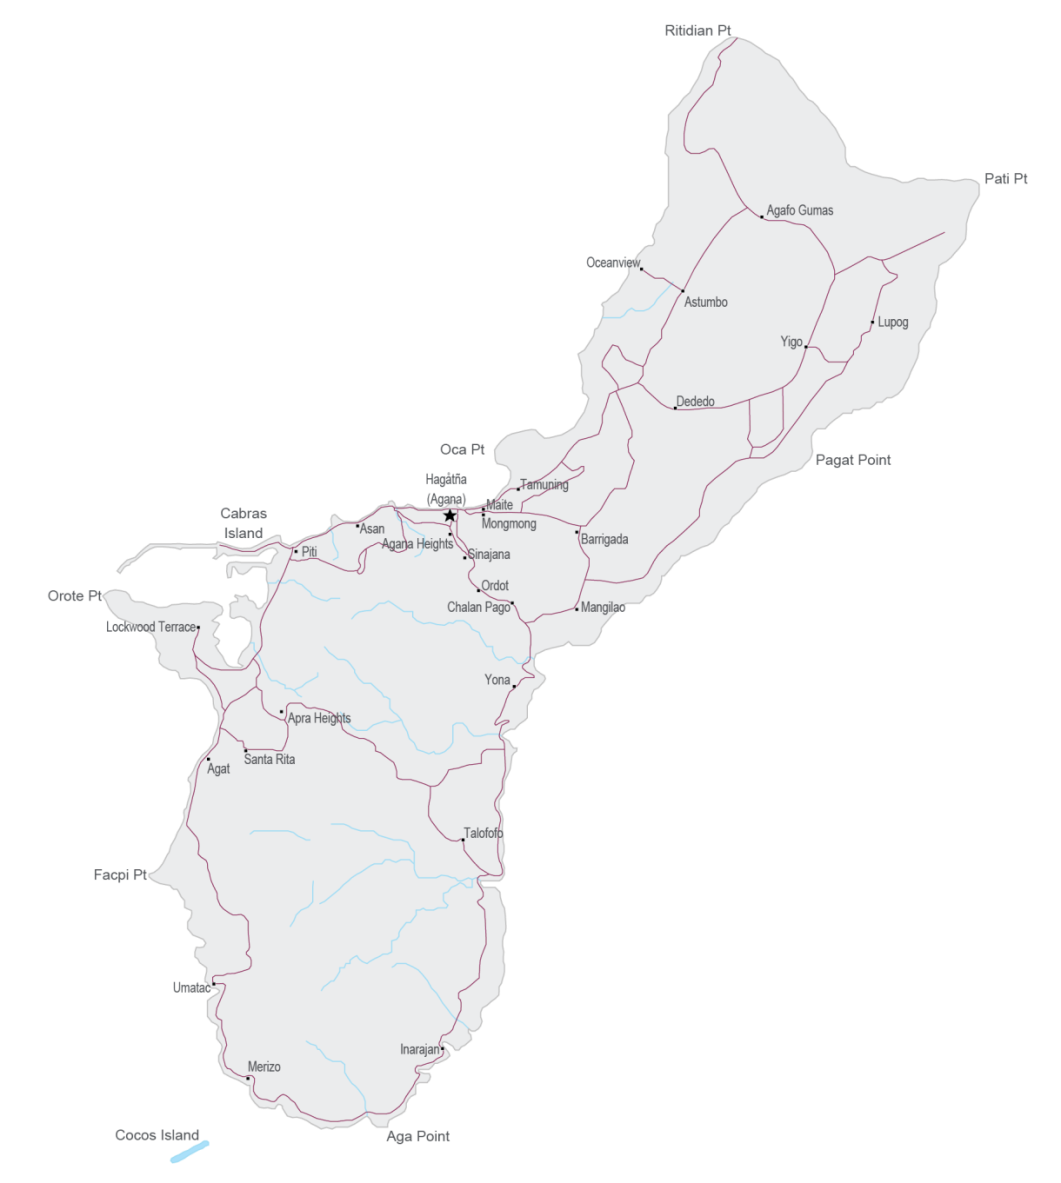 Ritidian Pt
Pati Pt
Agafo Gumas
Oceanview
Astumbo
Lupog
Yigo
Dededo
Oca Pt
Pagat Point
Hagåtña
(Agana)
Tamuning
Maite
Mongmong
Cabras
Island
Asan
Agana Heights
Barrigada
Piti
Sinajana
Ordot
Orote Pt
Chalan Pago
Mangilao
Lockwood Terrace
Yona
Apra Heights
Santa Rita
Agat
Talofofo
Facpi Pt
Umatac
Inarajan
Merizo
Cocos Island
Aga Point